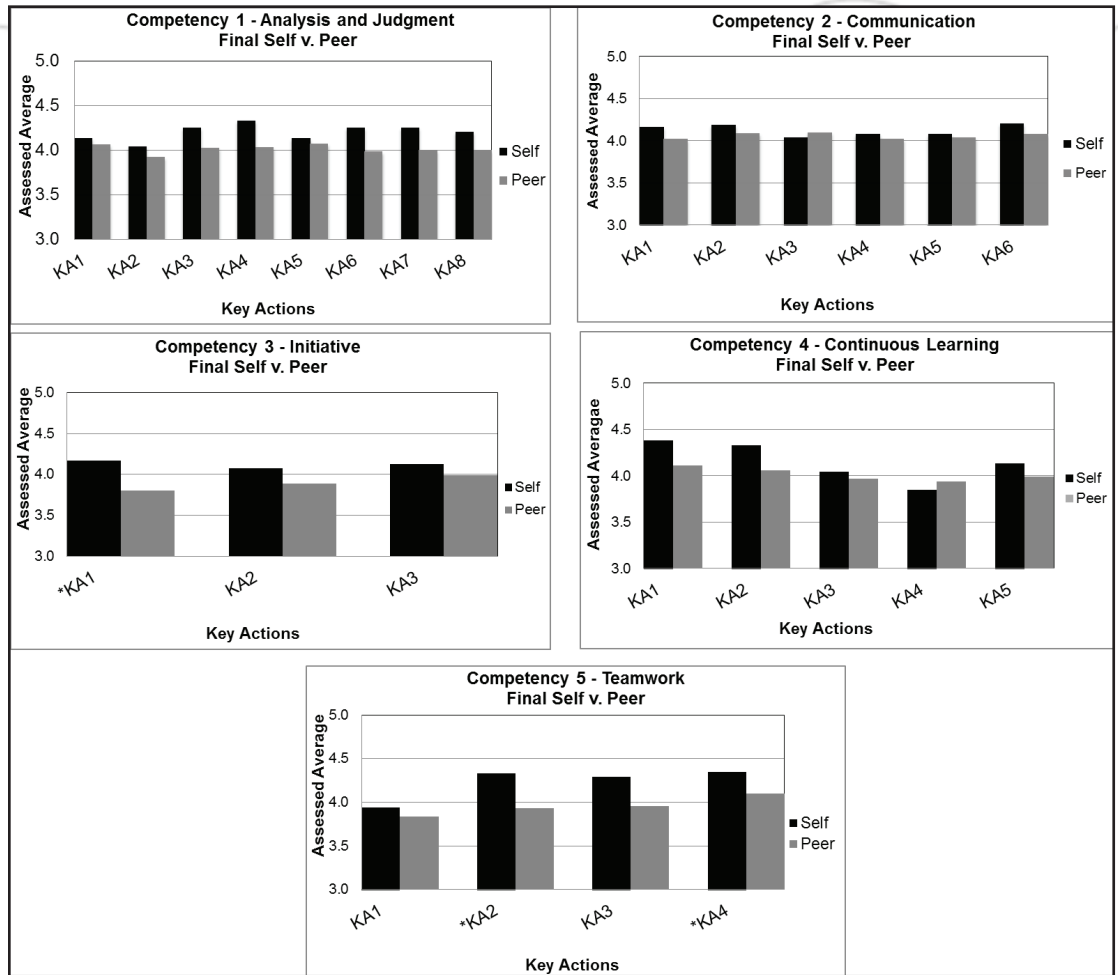 Competency 1 - Analysis and Judgment
Final Self v. Peer
Assessed Average
5.0
4.5
4.0
3.5
3.0
KA1
KA2
KA3
KA4
KA5
KA6
KA7
KA8
Key Actions
Self
Peer
Competency 2 - Communication
Final Self v. Peer
Assessed Average
5.0
4.5
4.0
3.5
3.0
KA1
KA2
KA3
KA4
KA5
KA6
Key Actions
Self
Peer
Competency 3 - Initiative
Final Self v. Peer
Assessed Average
5.0
4.5
4.0
3.5
3.0
*KA1
KA2
KA3
Key Actions
Self
Peer
Competency 4 - Continuous Learning
Final Self v. Peer
Assessed Averagae
5.0
4.5
4.0
3.5
3.0
KA1
KA2
KA3
KA4
KA5
Key Actions
Self
Peer
Competency 5 - Teamwork
Final Self v. Peer
Assessed Average
5.0
4.5
4.0
3.5
3.0
KA1
*KA2
KA3
*KA4
Key Actions
Self
Peer